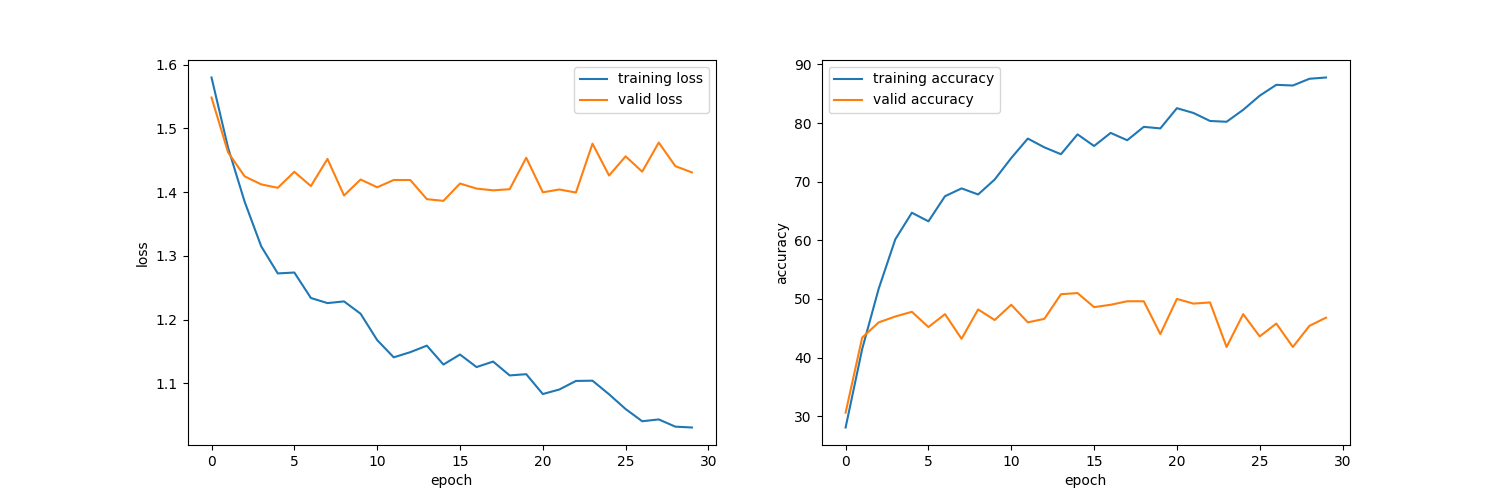 training loss
valid loss
1.6
1.5
1.4
1.3
1.2
1.1
loss
0 5 10 15 20 25 30
epoch
training accuracy
valid accuracy
90
80
70
60
50
40
30
accuracy
0 5 10 15 20 25 30
epoch